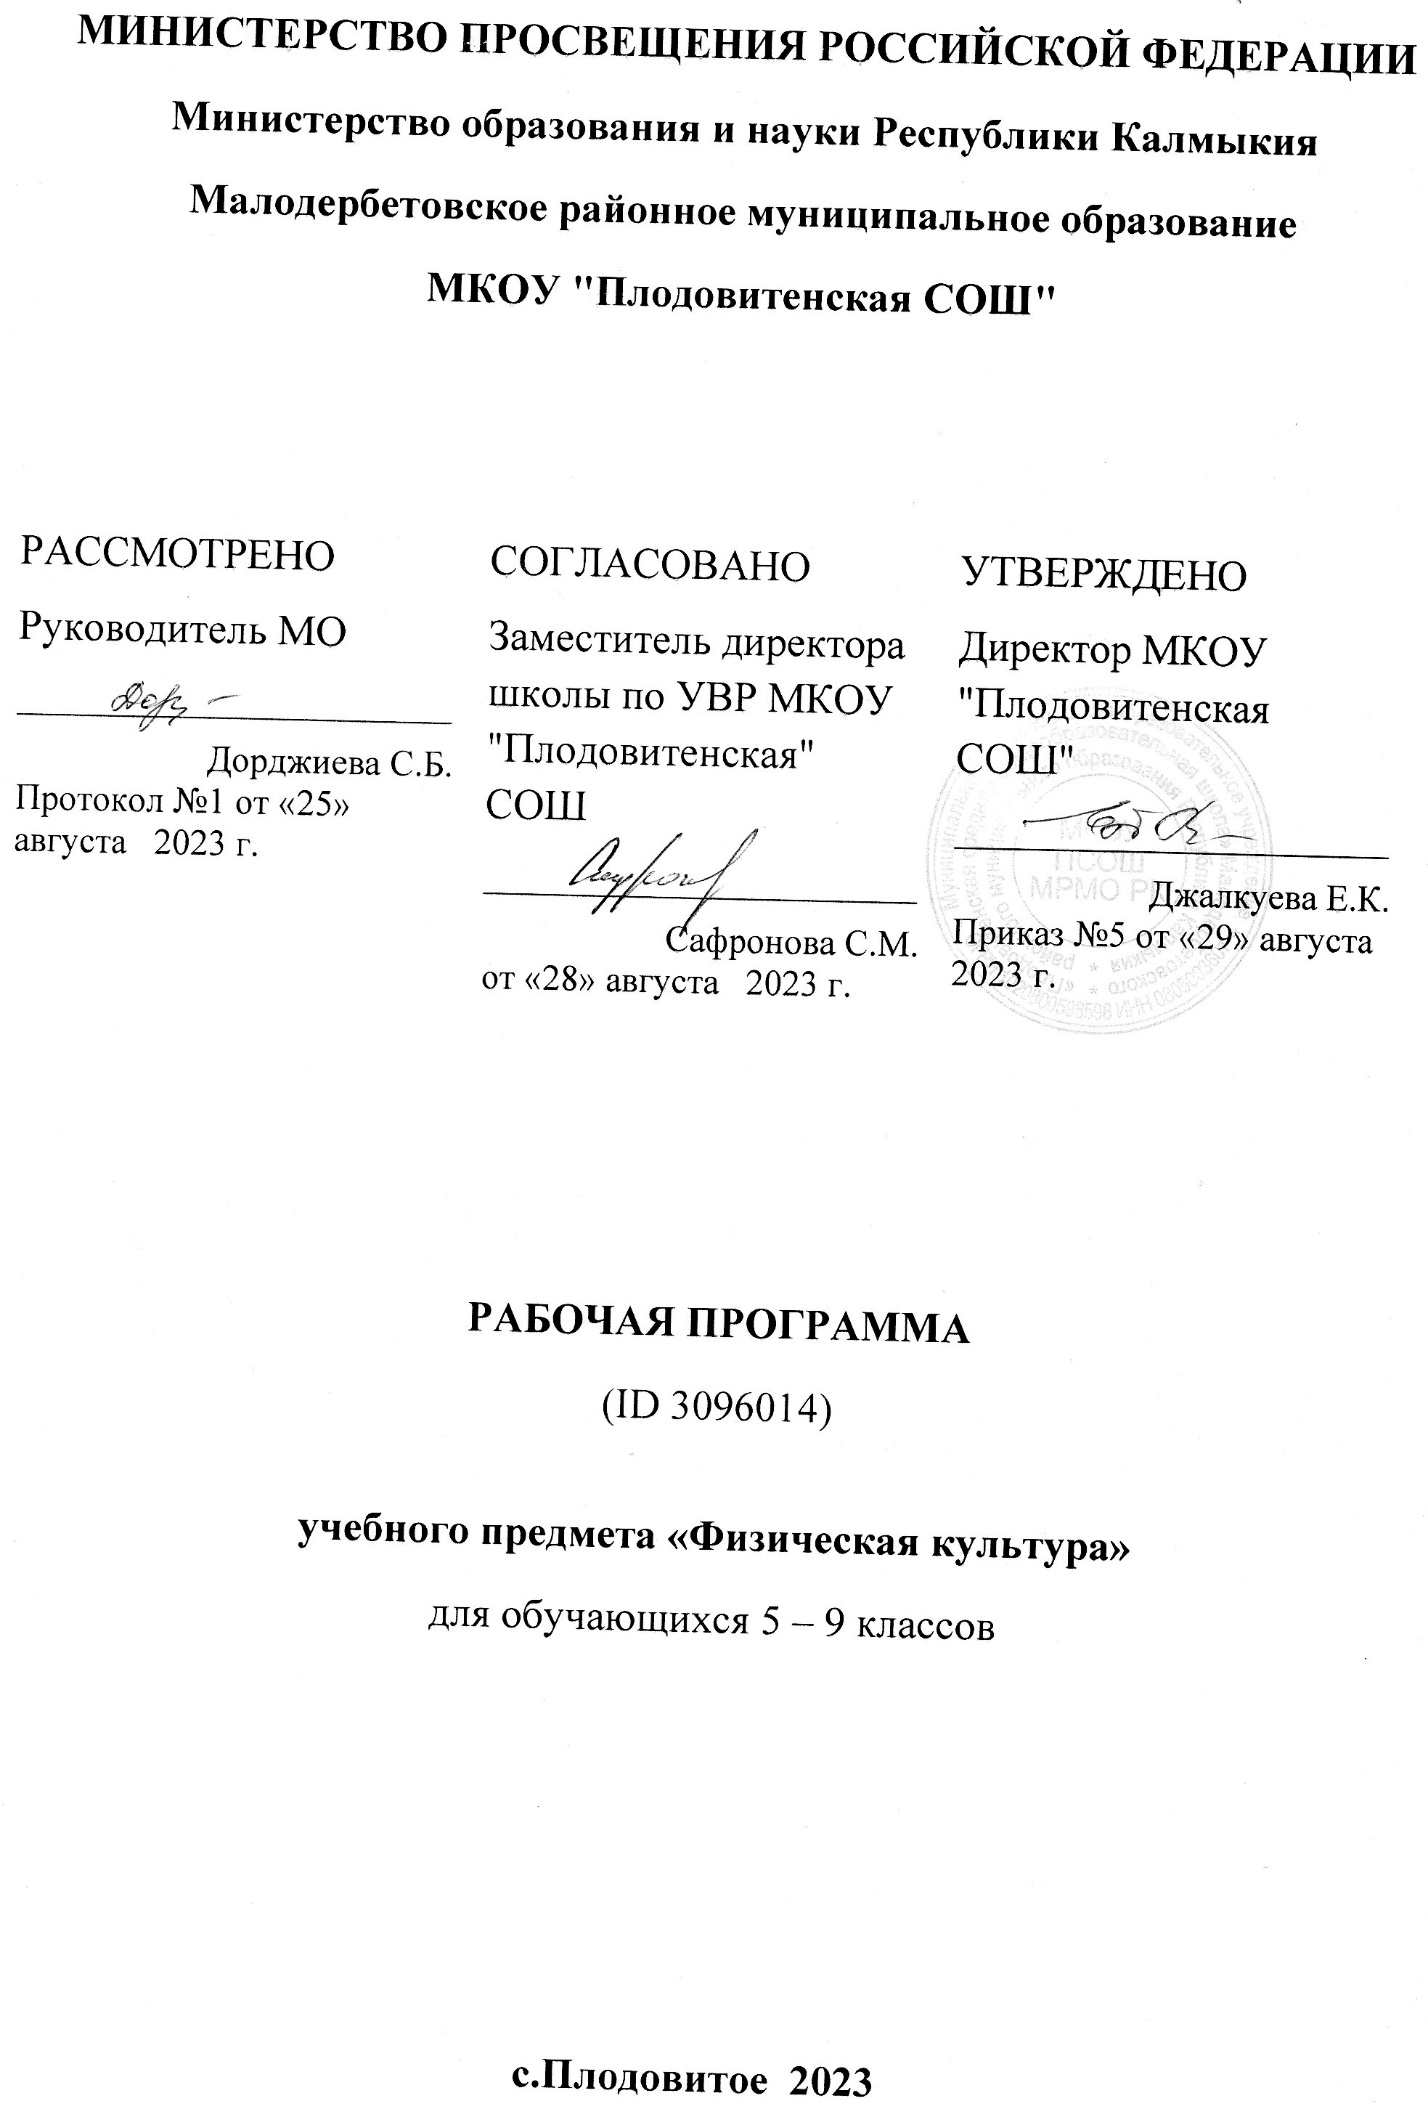 МИНИСТЕРСТВО ПРОСВЕЩЕНИЯ РОССИЙСКОЙ ФЕДЕРАЦИИ
Министерство образования и науки Республики Калмыкия
Малодербетовское районное муниципальное образование
МКОУ "Плодовитенская СОШ"
РАССМОТРЕНО
Руководитель МО
Дорджиева С.Б.
Протокол №1 от «25»
августа 2023 г.
СОГЛАСОВАНО
Заместитель директора
школы по УВР МКОУ
"Плодовитенская"
СОШ
Сафронова С.М.
от «28» августа 2023 г.
УТВЕРЖДЕНО
Директор МКОУ
"Плодовитенская
СОШ"
Джалкуева Е.К.
Приказ №5 от «29» августа
2023 г.
ПСОШ
МРМО РК
РАБОЧАЯ ПРОГРАММА
(ID 3096014)
учебного предмета «Физическая культура»
для обучающихся 5 – 9 классов
с.Плодовитое 2023